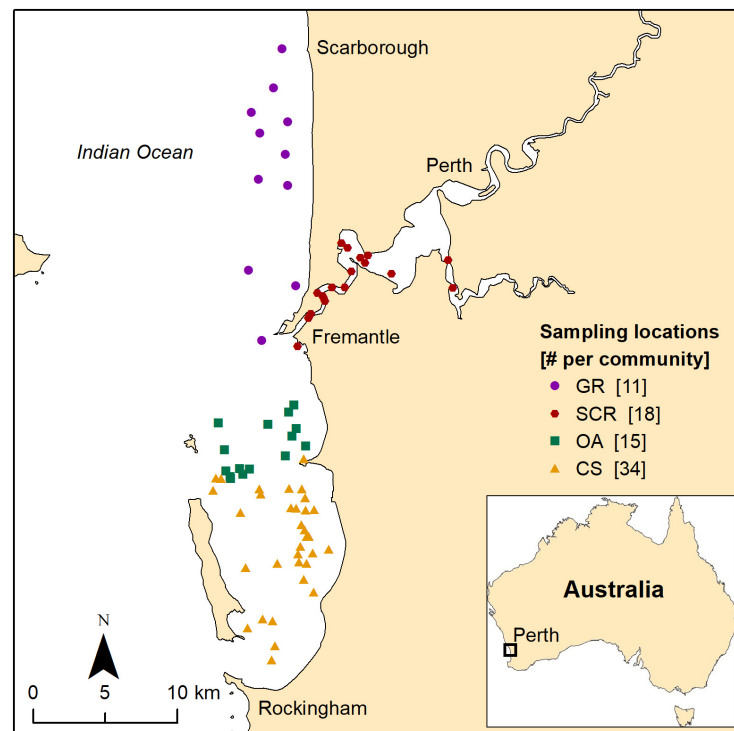 Scarborough
Indian Ocean
Perth
Fremantle
Sampling locations
[# per community]
GR [11]
SCR [18]
OA [15]
CS [34]
Australia
Perth
N
0 5 10 km
Rockingham